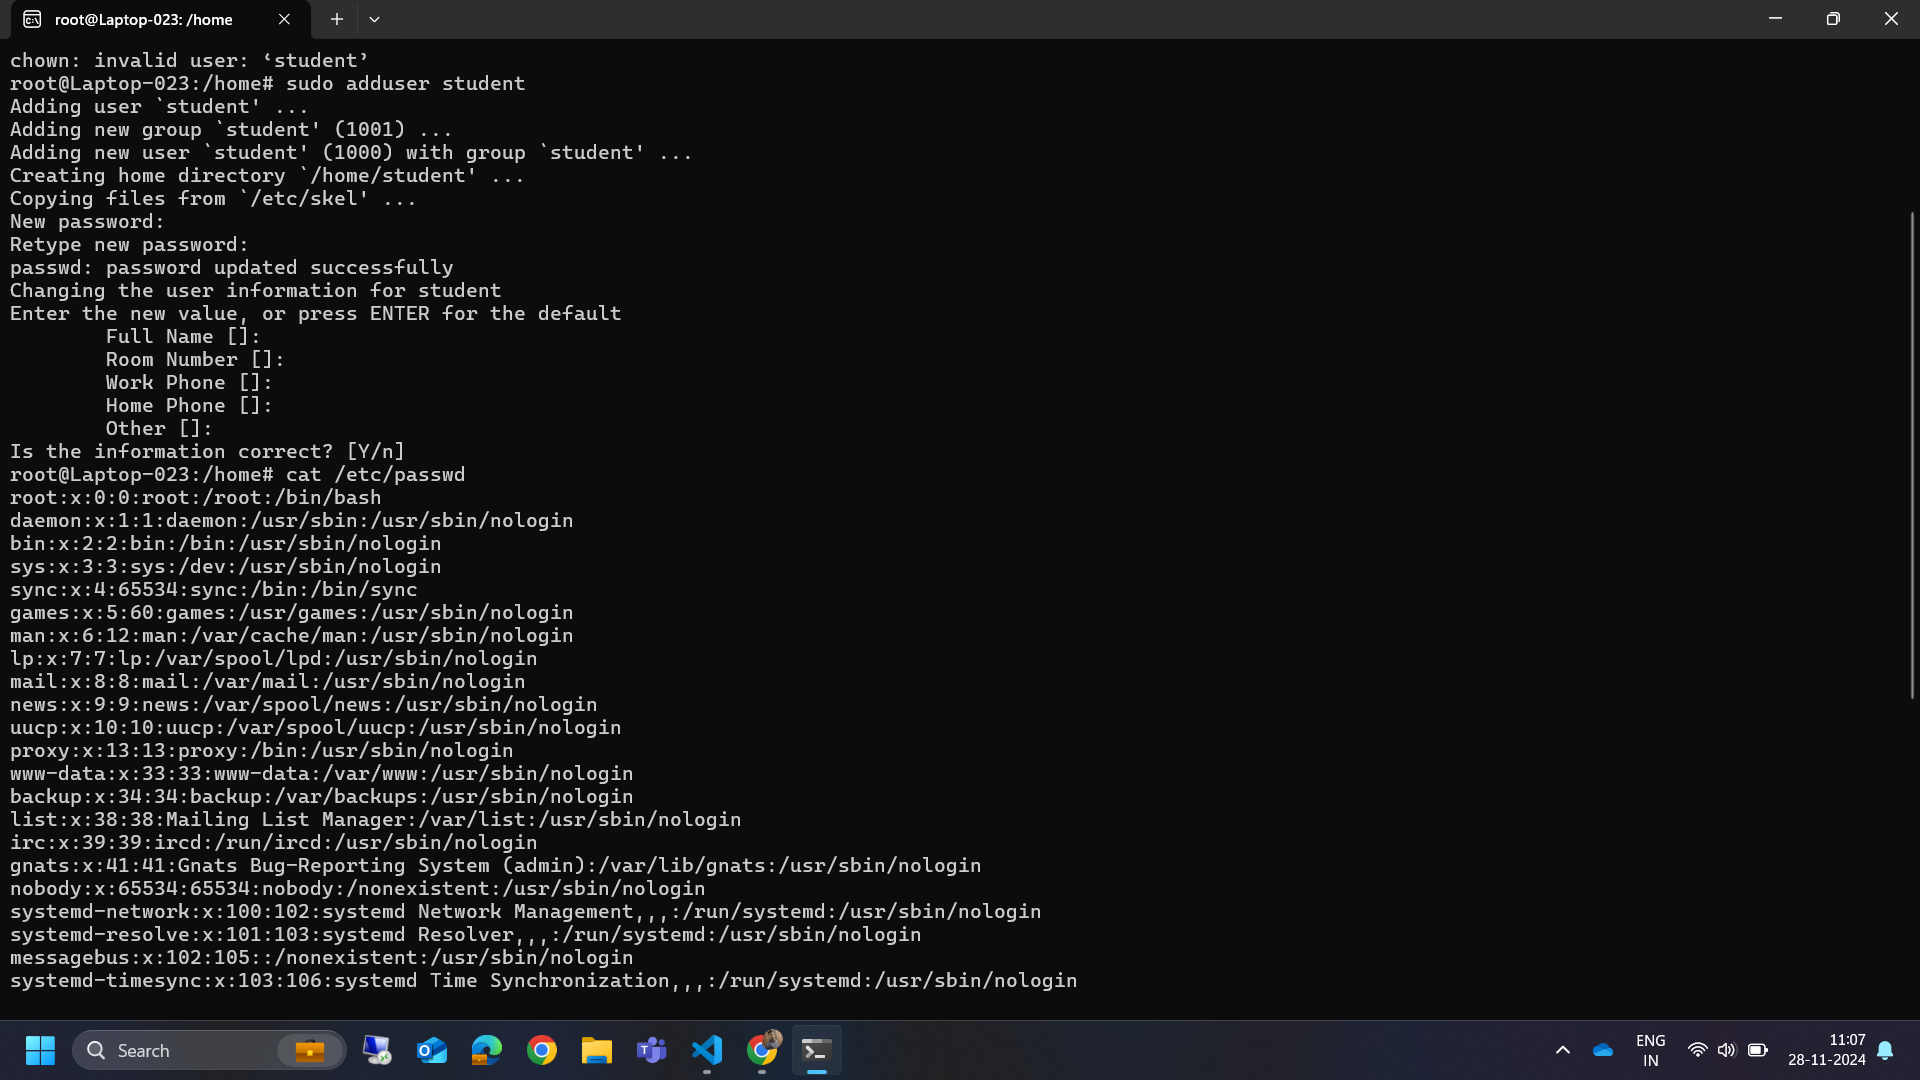 root@Laptop-023: /home
chown: invalid user: ‘student’
root@Laptop-023:/home# sudo adduser student
Adding user `student' ...
Adding new group `student' (1001) ...
Adding new user `student' (1000) with group `student' ...
Creating home directory `/home/student' ...
Copying files from `/etc/skel' ...
New password:
Retype new password:
passwd: password updated successfully
Changing the user information for student
Enter the new value, or press ENTER for the default
        Full Name []:
        Room Number []:
        Work Phone []:
        Home Phone []:
        Other []:
Is the information correct? [Y/n]
root@Laptop-023:/home# cat /etc/passwd
root:x:0:0:root:/root:/bin/bash
daemon:x:1:1:daemon:/usr/sbin:/usr/sbin/nologin
bin:x:2:2:bin:/bin:/usr/sbin/nologin
sys:x:3:3:sys:/dev:/usr/sbin/nologin
sync:x:4:65534:sync:/bin:/bin/sync
games:x:5:60:games:/usr/games:/usr/sbin/nologin
man:x:6:12:man:/var/cache/man:/usr/sbin/nologin
lp:x:7:7:lp:/var/spool/lpd:/usr/sbin/nologin
mail:x:8:8:mail:/var/mail:/usr/sbin/nologin
news:x:9:9:news:/var/spool/news:/usr/sbin/nologin
uucp:x:10:10:uucp:/var/spool/uucp:/usr/sbin/nologin
proxy:x:13:13:proxy:/bin:/usr/sbin/nologin
www-data:x:33:33:www-data:/var/www:/usr/sbin/nologin
backup:x:34:34:backup:/var/backups:/usr/sbin/nologin
list:x:38:38:Mailing List Manager:/var/list:/usr/sbin/nologin
irc:x:39:39:ircd:/run/ircd:/usr/sbin/nologin
gnats:x:41:41:Gnats Bug-Reporting System (admin):/var/lib/gnats:/usr/sbin/nologin
nobody:x:65534:65534:nobody:/nonexistent:/usr/sbin/nologin
systemd-network:x:100:102:systemd Network Management,,,:/run/systemd:/usr/sbin/nologin
systemd-resolve:x:101:103:systemd Resolver,,,:/run/systemd:/usr/sbin/nologin
messagebus:x:102:105::/nonexistent:/usr/sbin/nologin
systemd-timesync:x:103:106:systemd Time Synchronization,,,:/run/systemd:/usr/sbin/nologin
Search
ENG
IN
11:07
28-11-2024